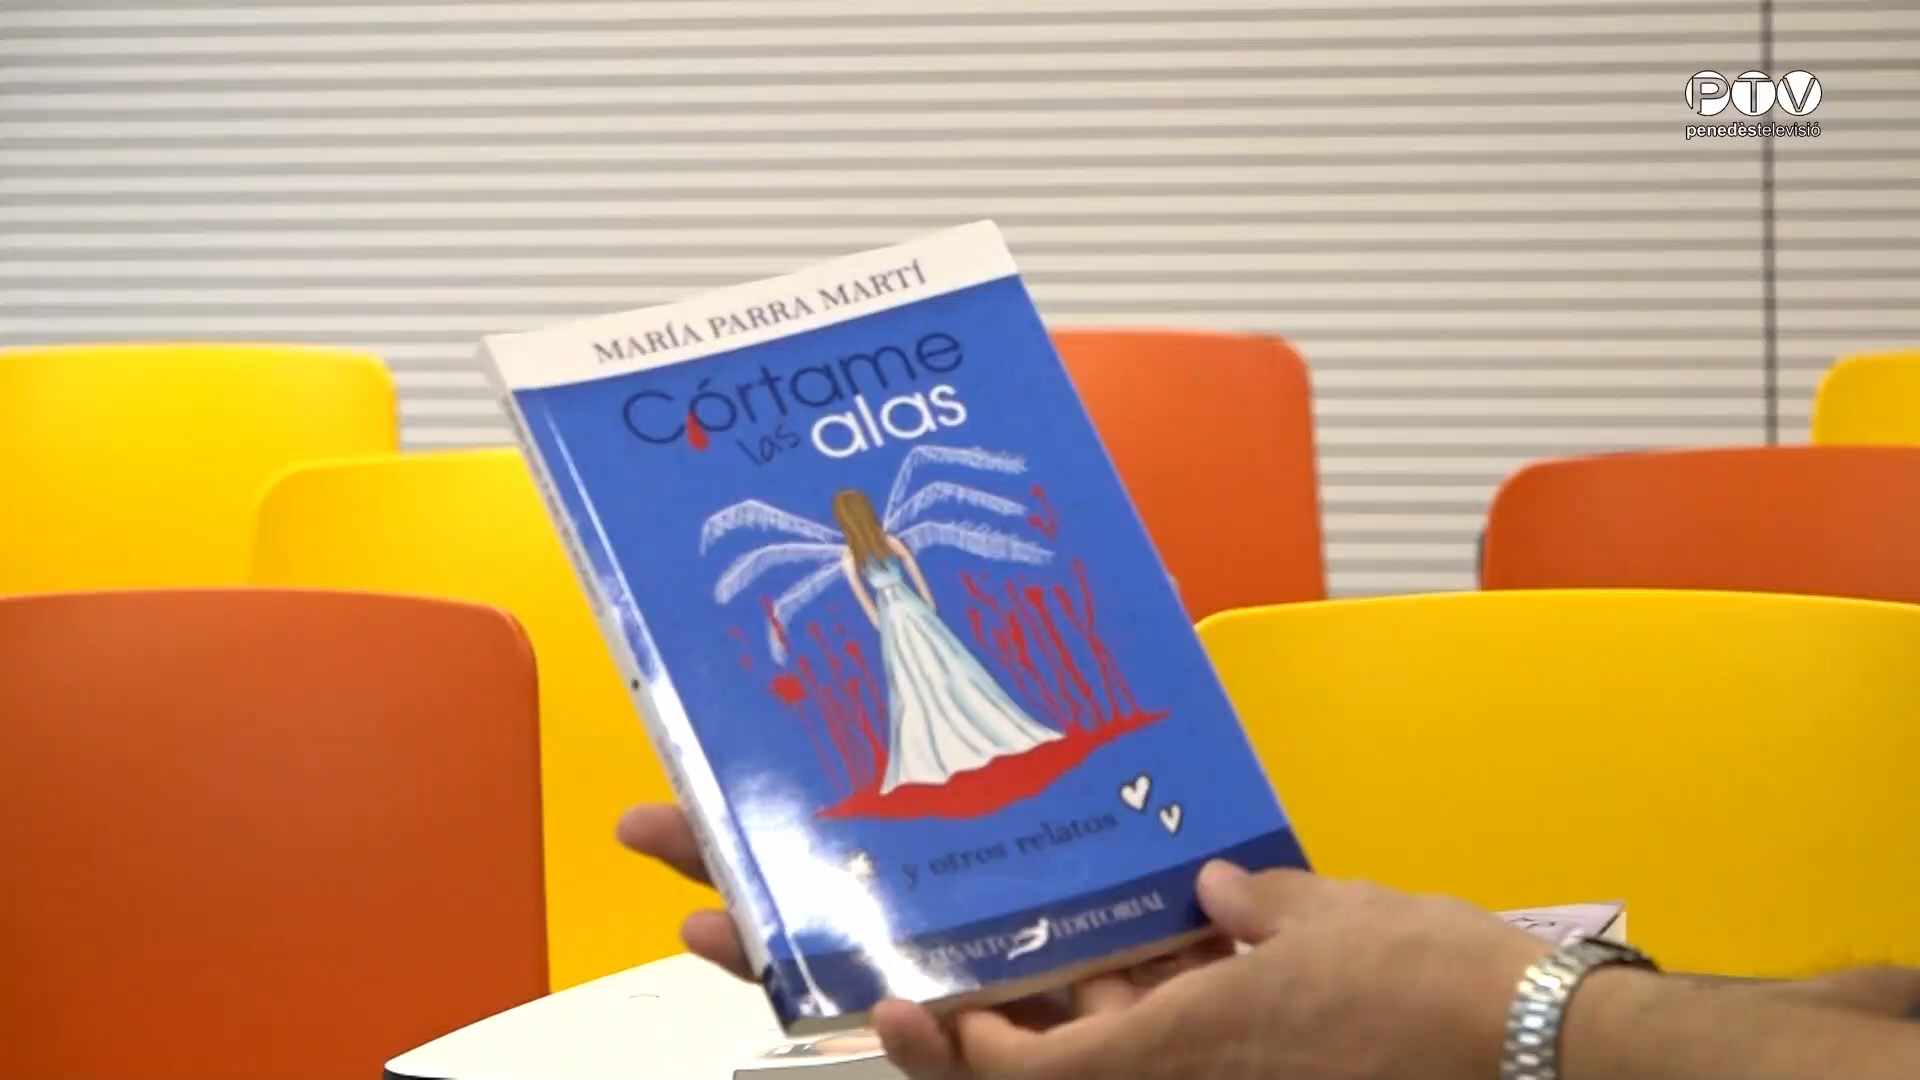 PTV
penedèstelevisió
MARÍA PARRA MARTÍ
Córtame
las alas
y otros relatos
EDITORIAL